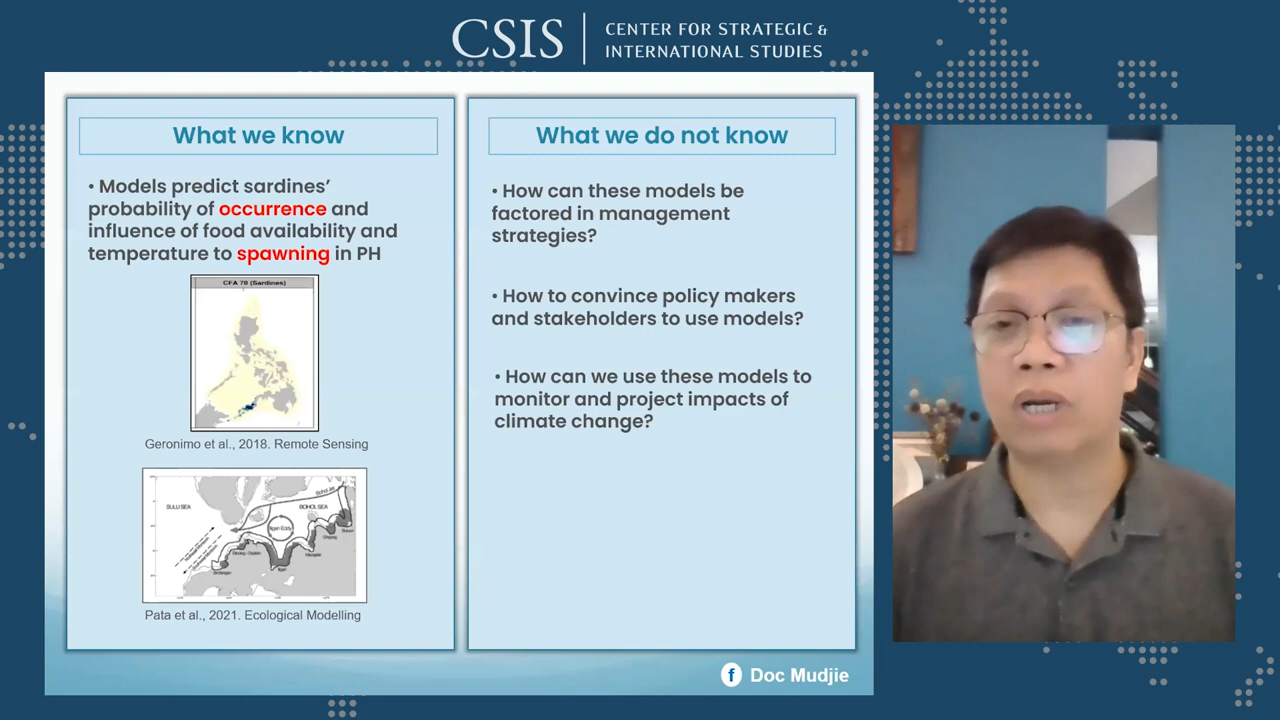 CSIS
CENTER FOR STRATEGIC &
INTERNATIONAL STUDIES
What we know
• Models predict sardines’
probability of occurrence and
influence of food availability and
temperature to spawning in PH
CFA 70 (Sardines)
Geronimo et al., 2018. Remote Sensing
SULU SEA
BOHOL SEA
Bohol Jet
Iligan Eddy
Pata et al., 2021. Ecological Modelling
What we do not know
• How can these models be
factored in management
strategies?
• How to convince policy makers
and stakeholders to use models?
• How can we use these models to
monitor and project impacts of
climate change?
f Doc Mudjie